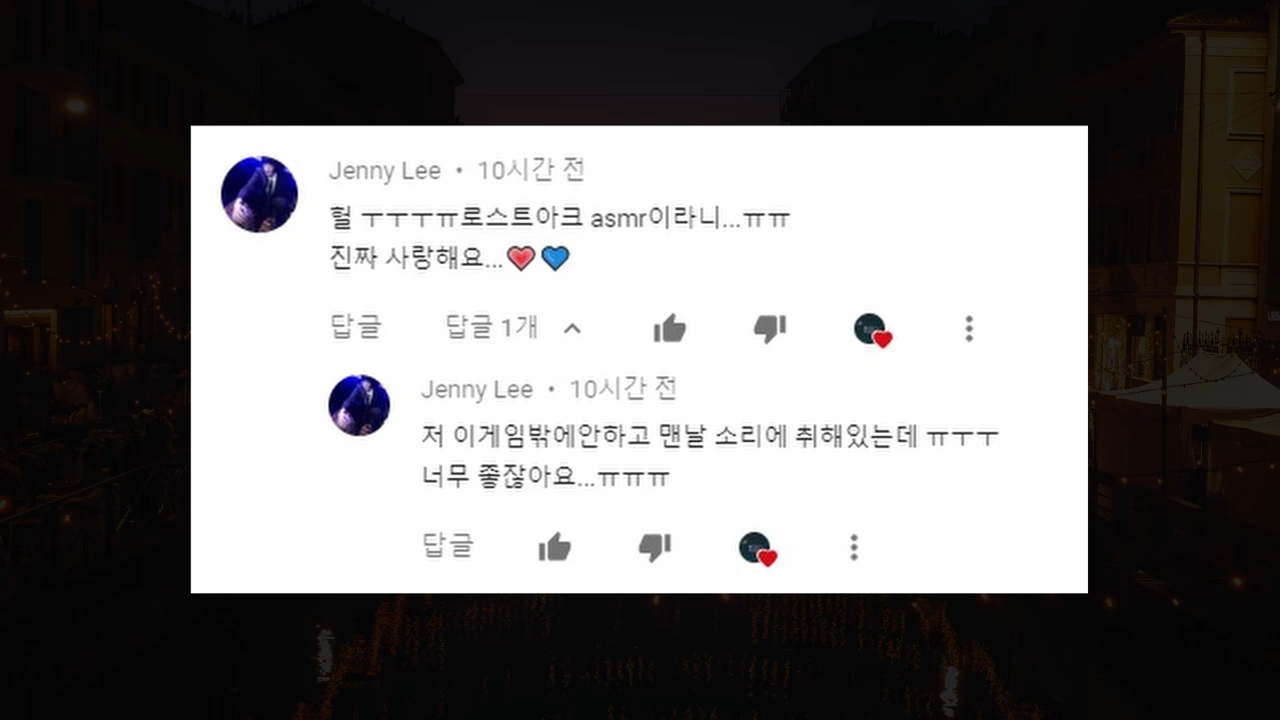 Jenny Lee • 10시간 전
헐 ㅜㅜㅜㅠ로스트아크 asmr이라니...ㅠㅠ
진짜 사랑해요...❤️💙
답글 답글 1개
Jenny Lee • 10시간 전
저 이게임밖에안하고 맨날 소리에 취해있는데 ㅠㅜㅜ
너무 좋잖아요...ㅠㅠㅠ
답글